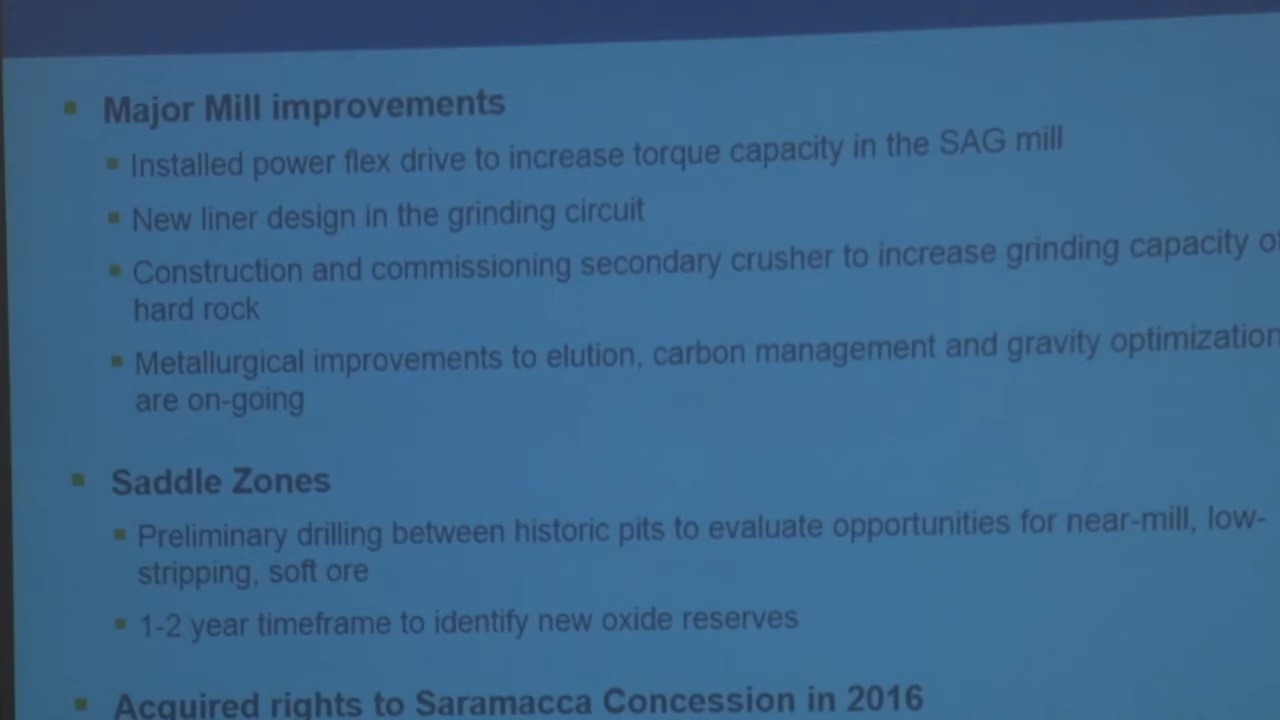 Major Mill improvements
Installed power flex drive to increase torque capacity in the SAG mill
New liner design in the grinding circuit
Construction and commissioning secondary crusher to increase grinding capacity of
hard rock
Metallurgical improvements to elution, carbon management and gravity optimization
are on-going
Saddle Zones
Preliminary drilling between historic pits to evaluate opportunities for near-mill, low-
stripping, soft ore
1-2 year timeframe to identify new oxide reserves
Acquired rights to Saramacca Concession in 2016